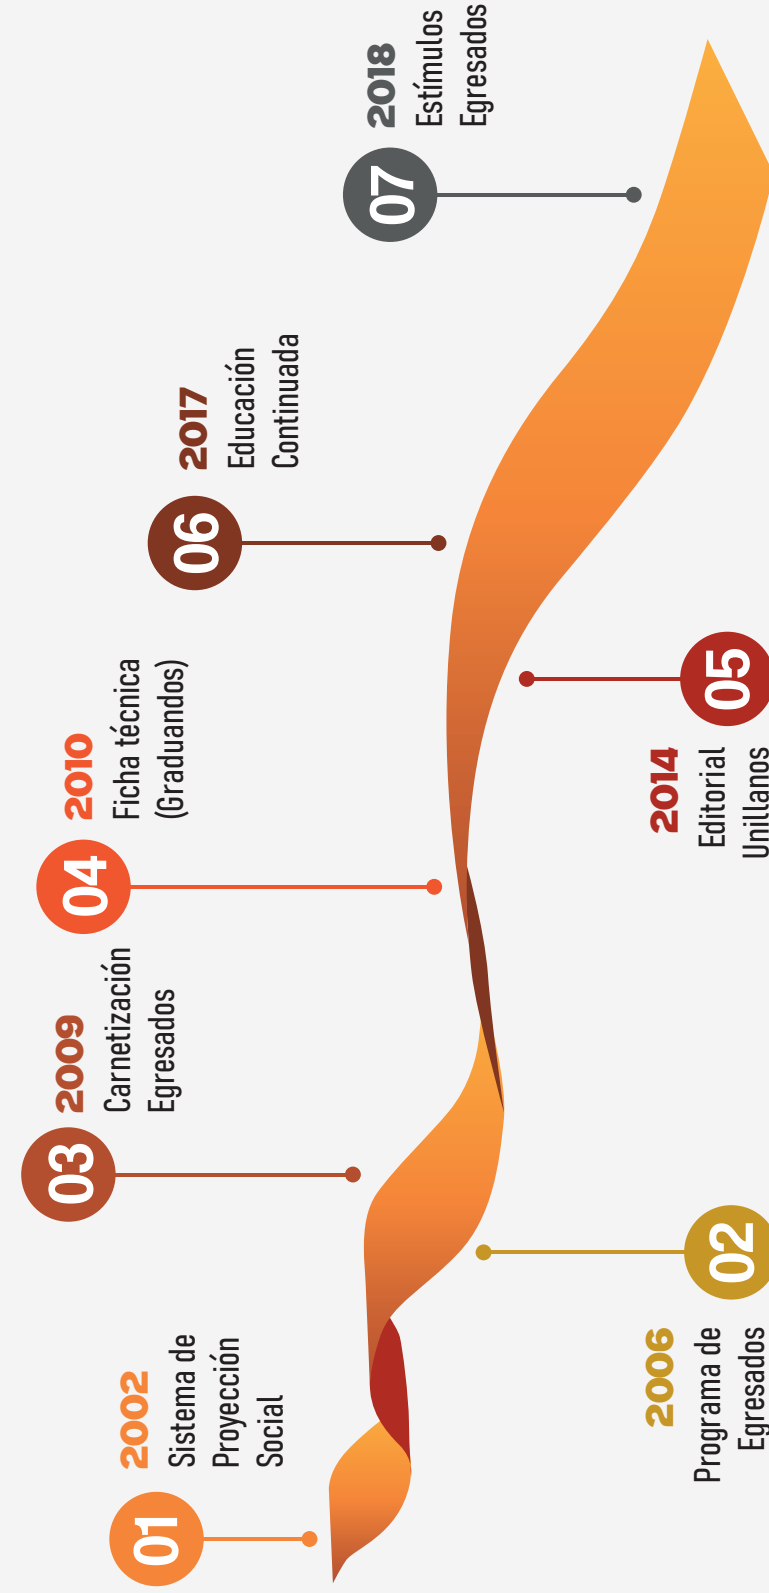 01
2002
Sistema de
Proyección
Social
02
2006
Programa de
Egresados
03
2009
Carnetización
Egresados
04
2010
Ficha técnica
(Graduandos)
05
2014
Editorial
Unillanos
06
2017
Educación
Continuada
07
2018
Estímulos
Egresados